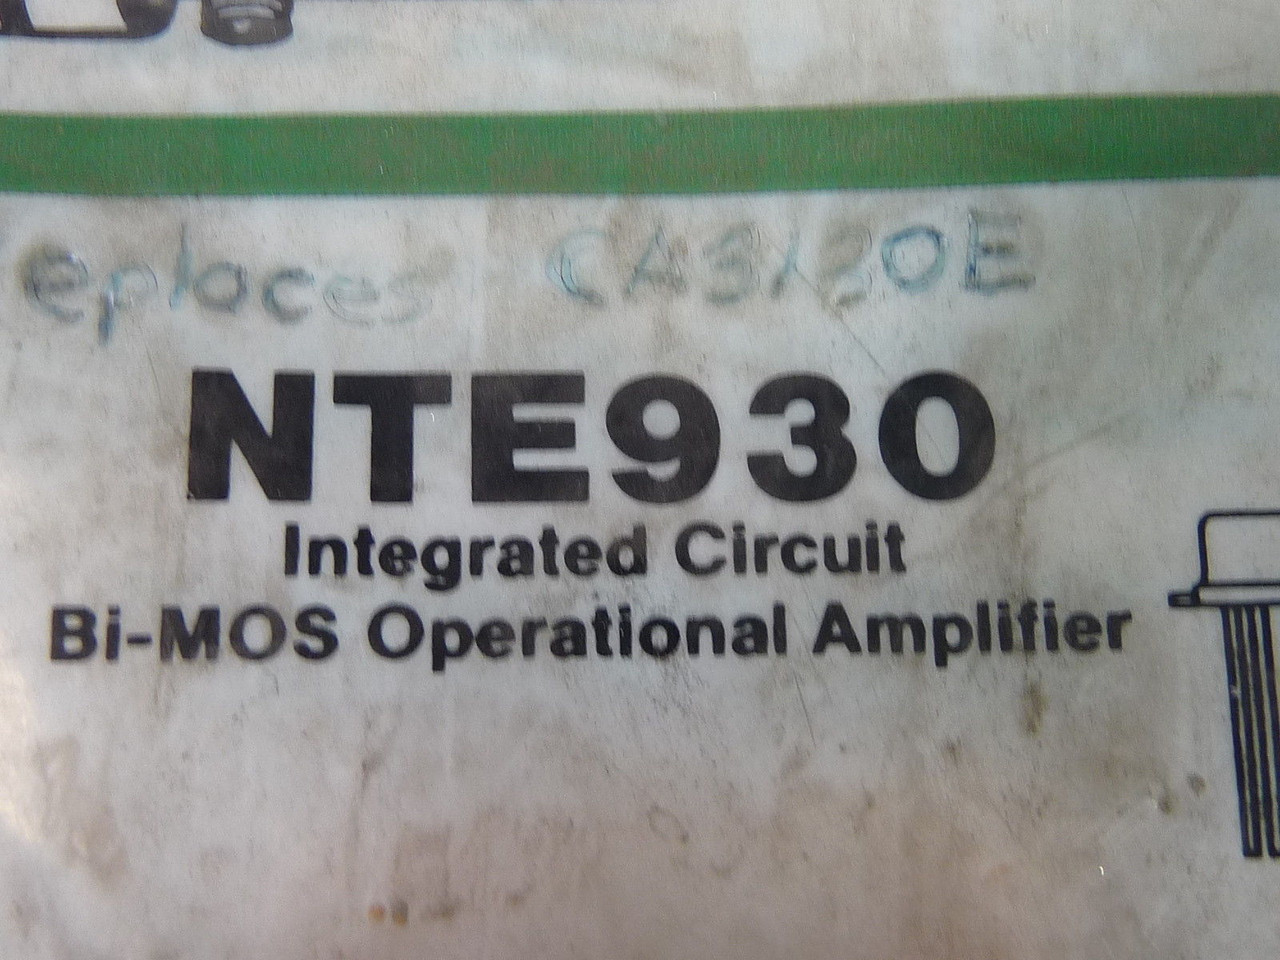 eplaces CA3130E
NTE930
Integrated Circuit
Bi-MOS Operational Amplifier